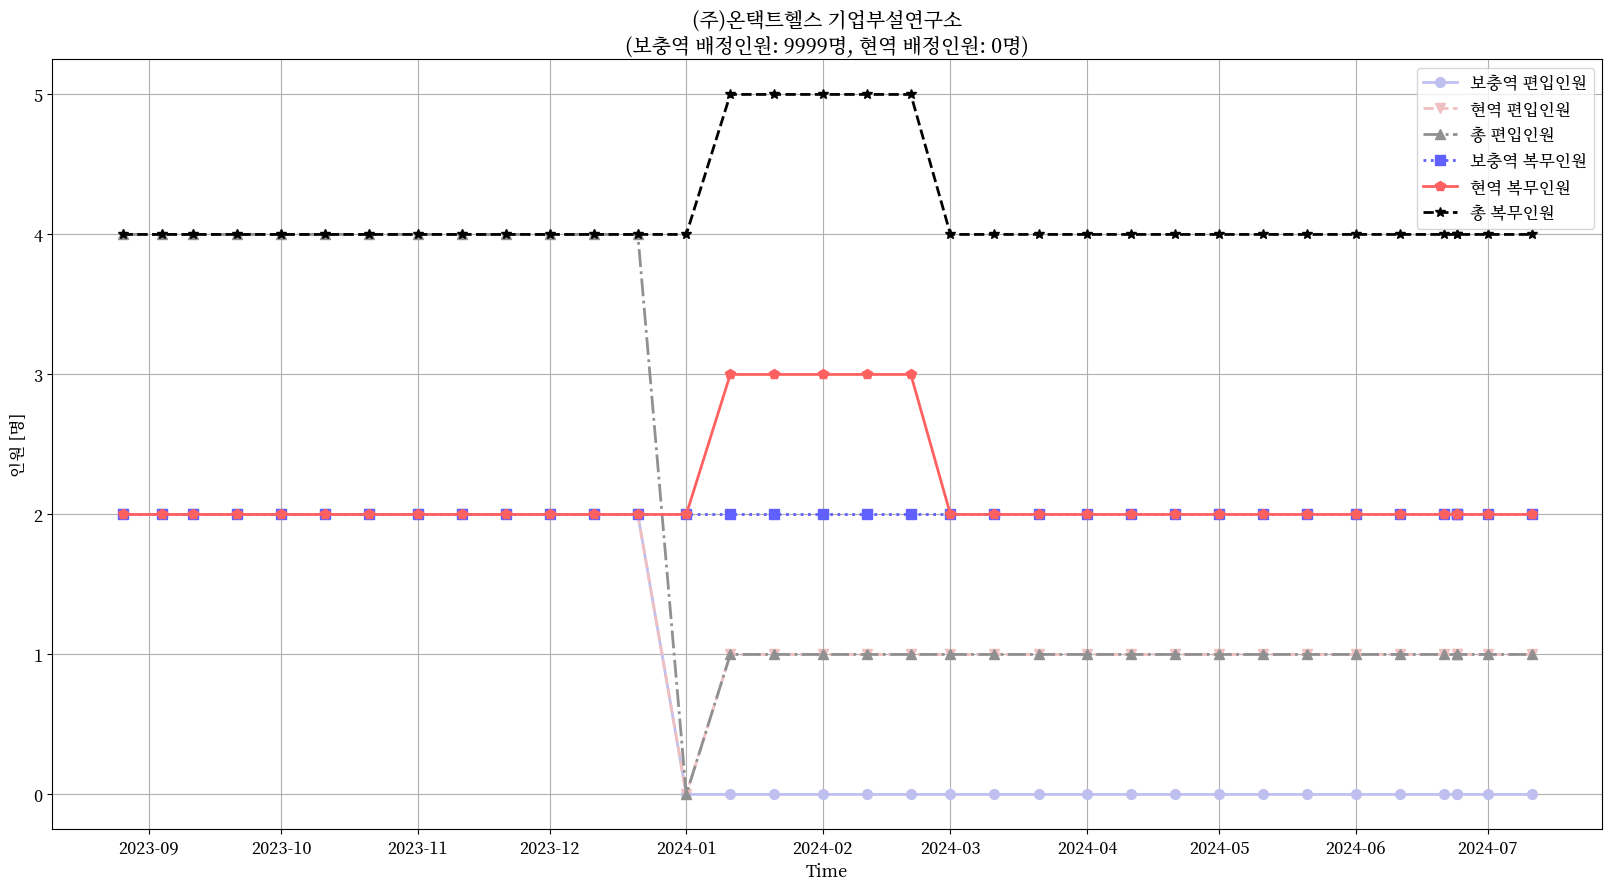 (주)온택트헬스 기업부설연구소
(보충역 배정인원: 9999명, 현역 배정인원: 0명)
보충역 편입인원
현역 편입인원
총 편입인원
보충역 복무인원
현역 복무인원
총 복무인원
5
4
3
2
1
0
인원 [명]
2023-09 2023-10 2023-11 2023-12 2024-01 2024-02 2024-03 2024-04 2024-05 2024-06 2024-07
Time